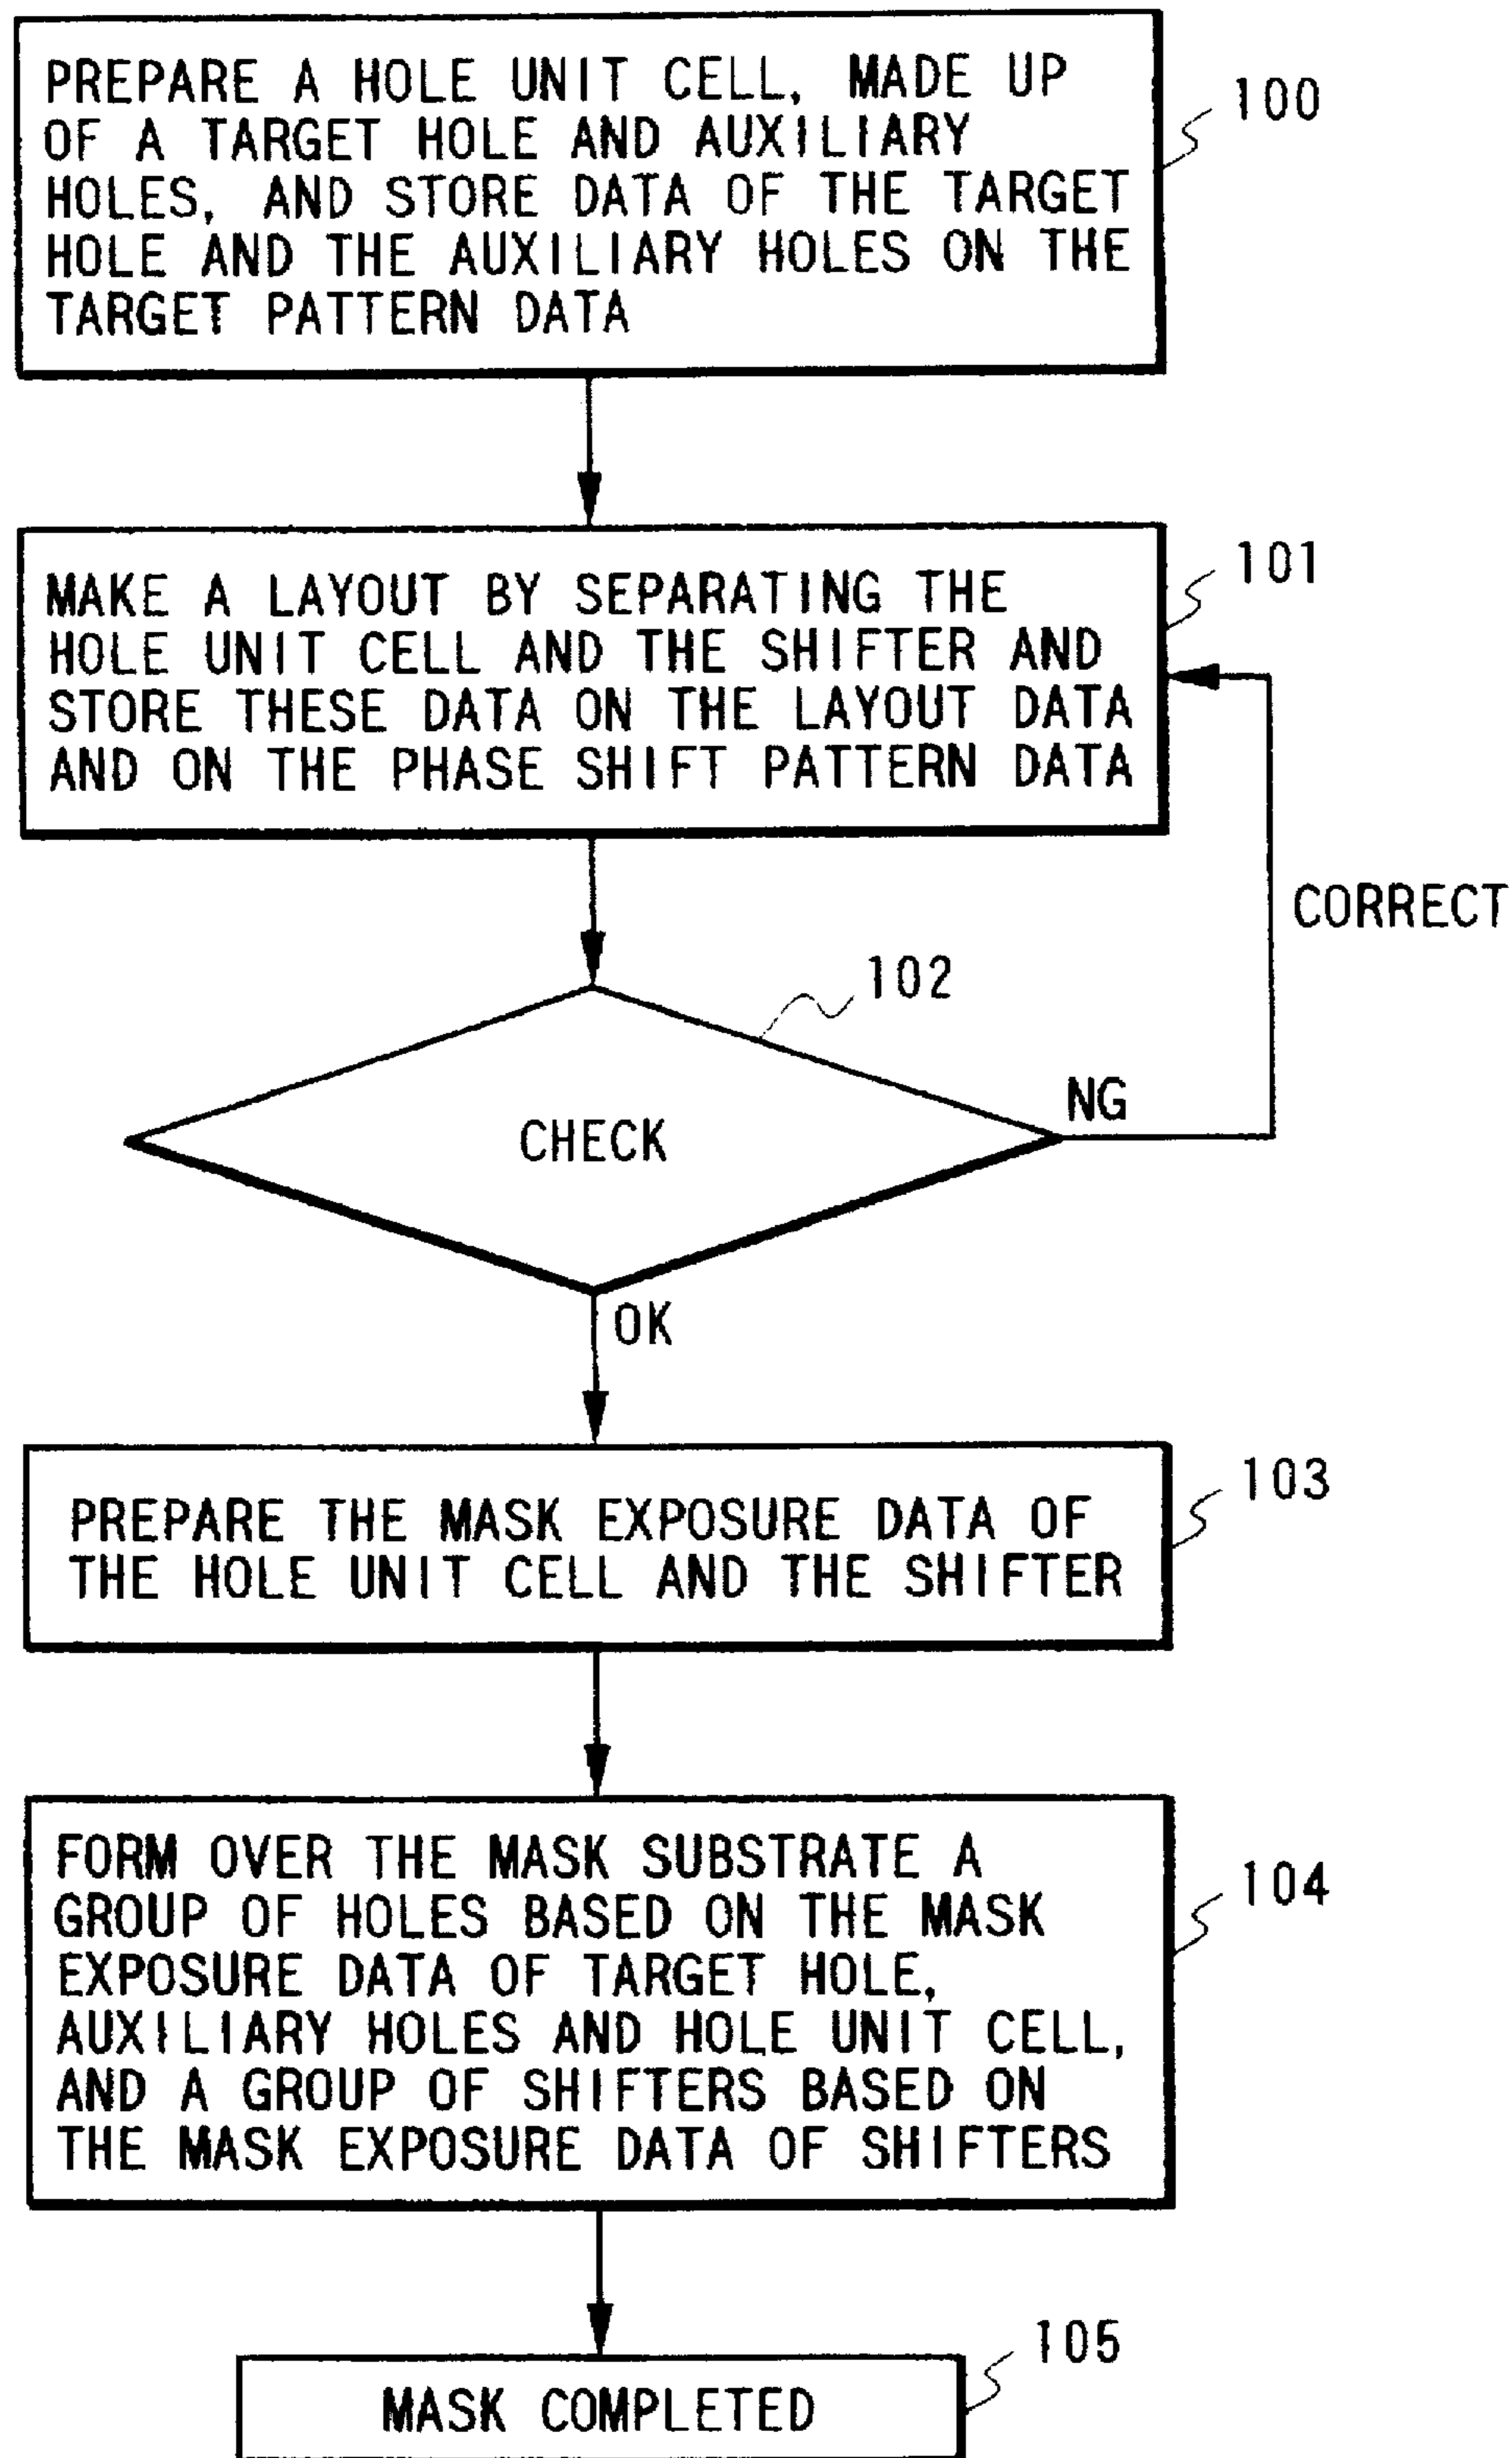 PREPARE A HOLE UNIT CELL, MADE UP
OF A TARGET HOLE AND AUXILIARY
HOLES, AND STORE DATA OF THE TARGET
HOLE AND THE AUXILIARY HOLES ON THE
TARGET PATTERN DATA
100
MAKE A LAYOUT BY SEPARATING THE
HOLE UNIT CELL AND THE SHIFTER AND
STORE THESE DATA ON THE LAYOUT DATA
AND ON THE PHASE SHIFT PATTERN DATA
101
CORRECT
102
CHECK
NG
OK
103
PREPARE THE MASK EXPOSURE DATA OF
THE HOLE UNIT CELL AND THE SHIFTER
104
FORM OVER THE MASK SUBSTRATE A
GROUP OF HOLES BASED ON THE MASK
EXPOSURE DATA OF TARGET HOLE,
AUXILIARY HOLES AND HOLE UNIT CELL,
AND A GROUP OF SHIFTERS BASED ON
THE MASK EXPOSURE DATA OF SHIFTERS
105
MASK COMPLETED